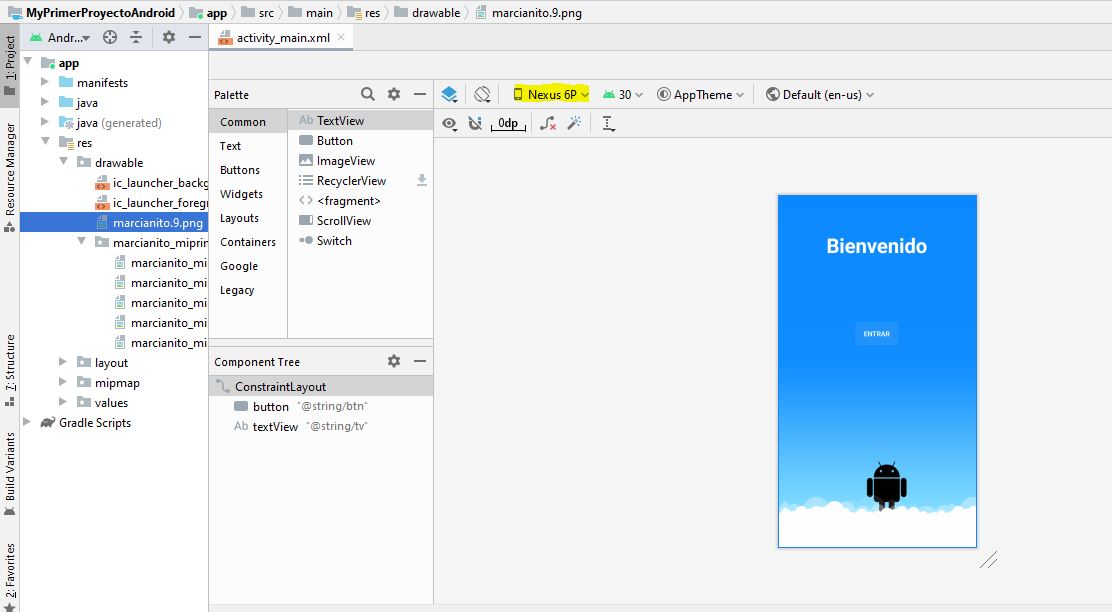 MyPrimerProyectoAndroid app src main res drawable marcianito.9.png
Andr...
activity_main.xml
1: Project
Resource Manager
7: Structure
Build Variants
2: Favorites
app
manifests
java
java (generated)
res
drawable
ic_launcher_backg
ic_launcher_foregr
marcianito.9.png
marcianito_miprin
marcianito_mi
marcianito_mi
marcianito_mi
marcianito_mi
marcianito_mi
layout
mipmap
values
Gradle Scripts
Palette
Common
Text
Buttons
Widgets
Layouts
Containers
Google
Legacy
Ab TextView
Button
ImageView
RecyclerView
<fragment>
ScrollView
Switch
Component Tree
ConstraintLayout
button "@string/btn"
Ab textView "@string/tv"
Nexus 6P 30 AppTheme Default (en-us)
0dp
Bienvenido
ENTRAR